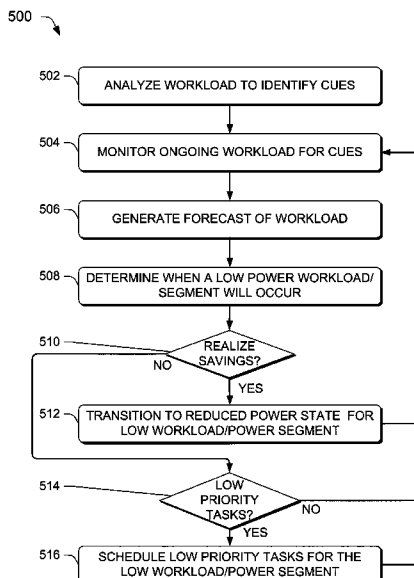 500
502
ANALYZE WORKLOAD TO IDENTIFY CUES
504
MONITOR ONGOING WORKLOAD FOR CUES
506
GENERATE FORECAST OF WORKLOAD
508
DETERMINE WHEN A LOW POWER WORKLOAD/
SEGMENT WILL OCCUR
510
REALIZE
SAVINGS?
NO
YES
512
TRANSITION TO REDUCED POWER STATE FOR
LOW WORKLOAD/POWER SEGMENT
514
LOW
PRIORITY
TASKS?
NO
YES
516
SCHEDULE LOW PRIORITY TASKS FOR THE
LOW WORKLOAD/POWER SEGMENT